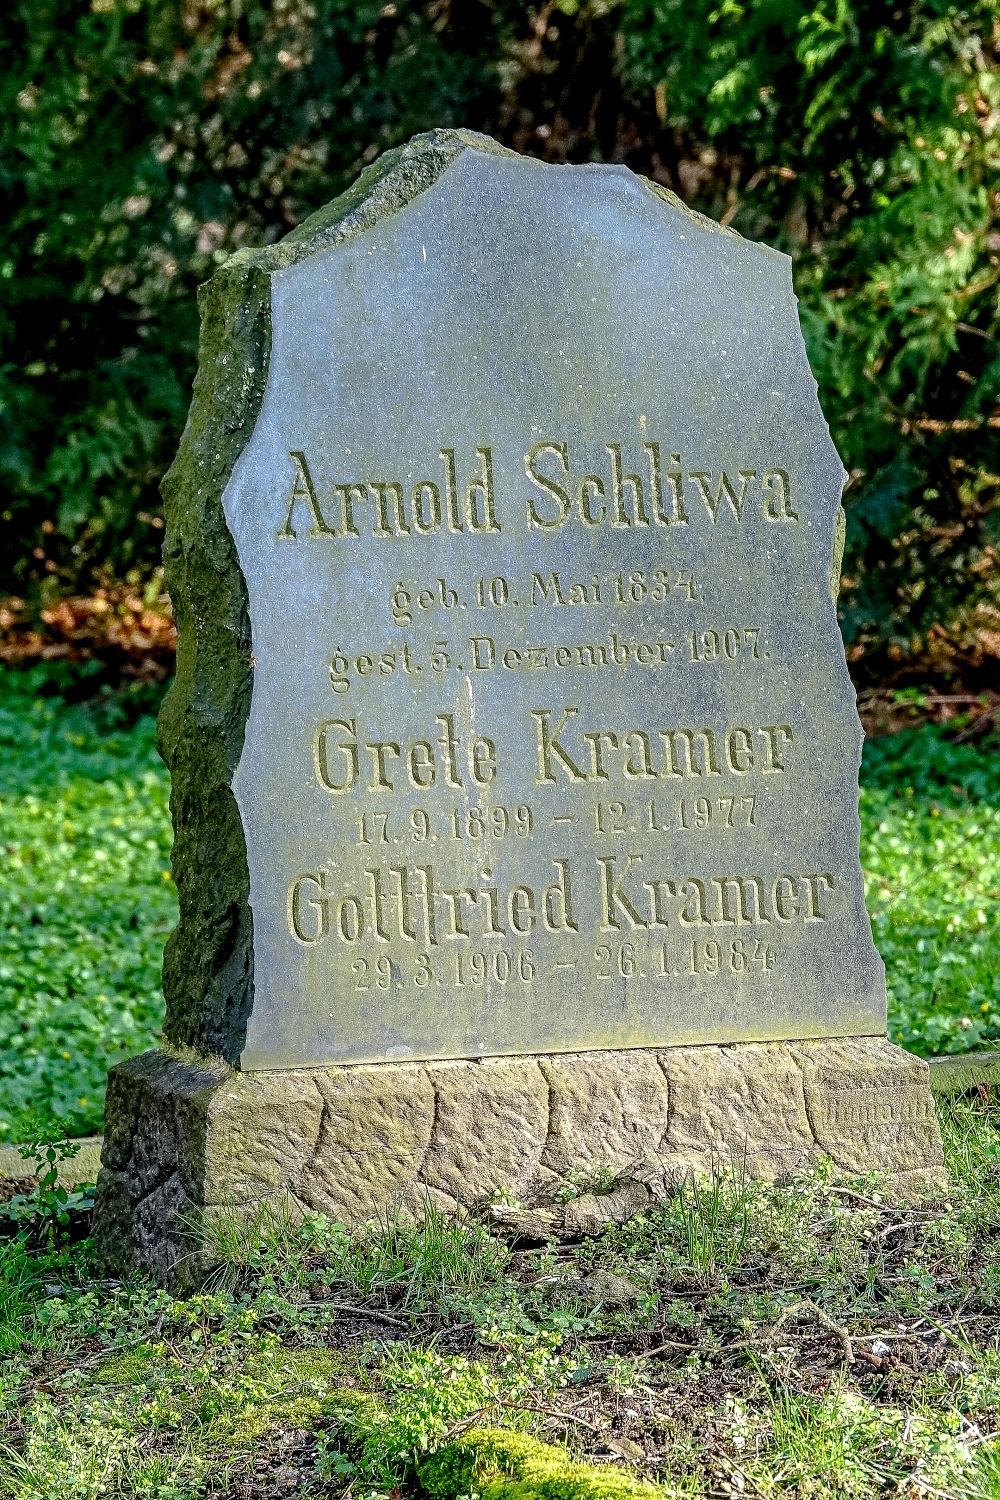 Arnold Schliwa
geb. 10. Mai 1834.
gest. 5. Dezember 1907.
Grete Kramer
17. 9. 1899 - 12. 1. 1977
Gottfried Kramer
29. 3. 1906 - 26. 1. 1984